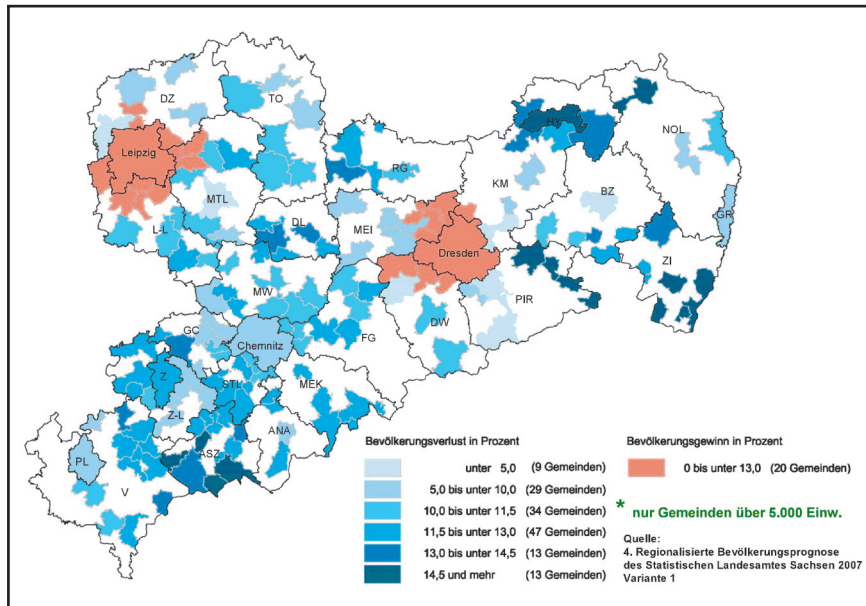 DZ
TO
Leipzig
HY
NOL
RG
KM
MTL
BZ
DL
L-L
MEI
GR
Dresden
ZI
MW
PIR
DW
GC
FG
Chemnitz
Z
STL
MEK
Z-L
ANA
ASZ
PL
V
Bevölkerungsverlust in Prozent
unter 5,0 (9 Gemeinden)
5,0 bis unter 10,0 (29 Gemeinden)
10,0 bis unter 11,5 (34 Gemeinden)
11,5 bis unter 13,0 (47 Gemeinden)
13,0 bis unter 14,5 (13 Gemeinden)
14,5 und mehr (13 Gemeinden)
Bevölkerungsgewinn in Prozent
0 bis unter 13,0 (20 Gemeinden)
* nur Gemeinden über 5.000 Einw.
Quelle:
4. Regionalisierte Bevölkerungsprognose
des Statistischen Landesamtes Sachsen 2007
Variante 1